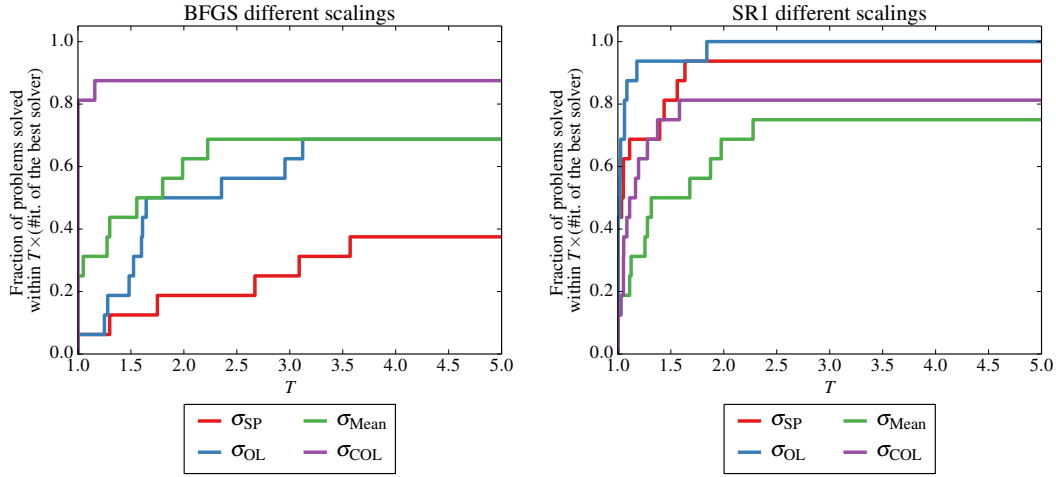 BFGS different scalings
Fraction of problems solved
within T×(#it. of the best solver)
1.0
0.8
0.6
0.4
0.2
0.0
1.0 1.5 2.0 2.5 3.0 3.5 4.0 4.5 5.0
T
σSP σMean
σOL σCOL
SR1 different scalings
Fraction of problems solved
within T×(#it. of the best solver)
1.0
0.8
0.6
0.4
0.2
0.0
1.0 1.5 2.0 2.5 3.0 3.5 4.0 4.5 5.0
T
σSP σMean
σOL σCOL